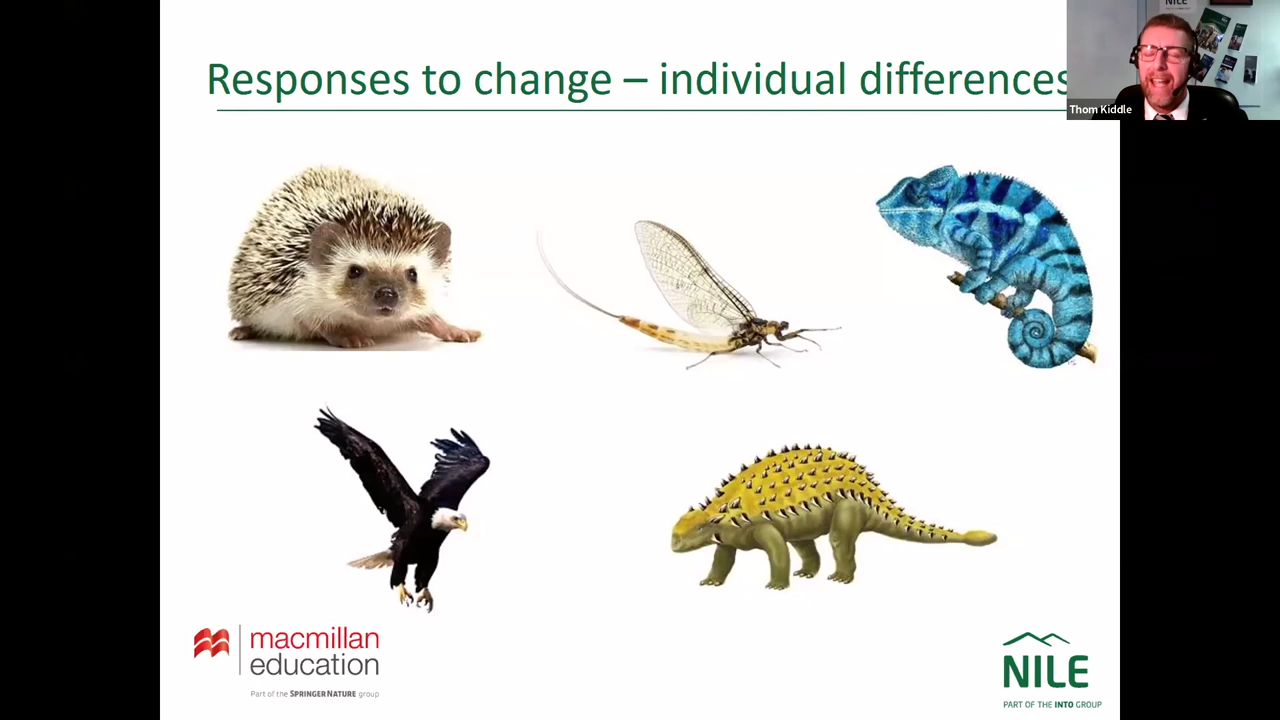 Responses to change – individual differences
NILE
Thom Kiddle
macmillan
education
Part of the SPRINGER NATURE group
NILE
PART OF THE INTO GROUP